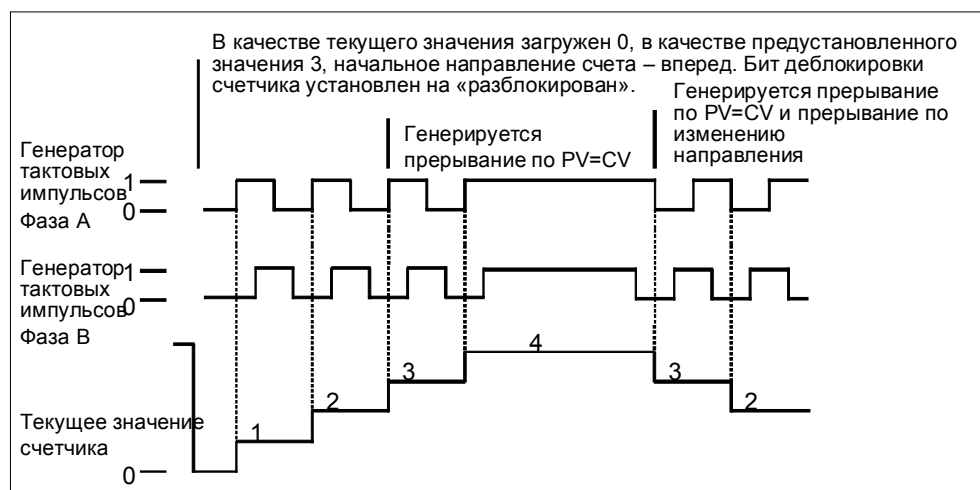 В качестве текущего значения загружен 0, в качестве предустановленного
значения 3, начальное направление счета – вперед. Бит деблокировки
счетчика установлен на «разблокирован».
Генерируется
прерывание по PV=CV
Генерируется прерывание
по PV=CV и прерывание по
изменению
направления
Генератор
тактовых
импульсов
Фаза A
1
0
Генератор
тактовых
импульсов
Фаза B
1
0
Текущее значение
счетчика
0
1
2
3
4
3
2